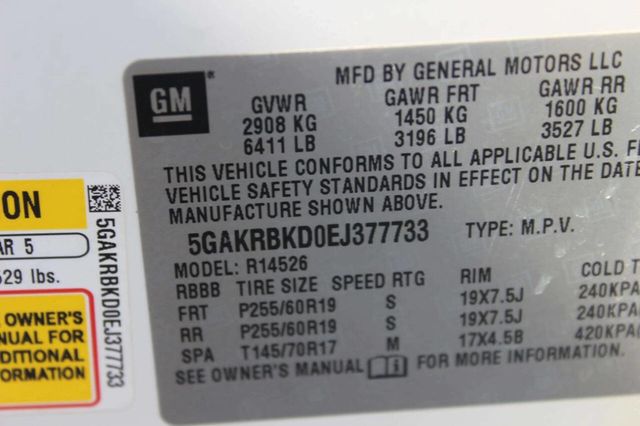 GM
MFD BY GENERAL MOTORS LLC
GVWR GAWR FRT GAWR RR
2908 KG 1450 KG 1600 KG
6411 LB 3196 LB 3527 LB
THIS VEHICLE CONFORMS TO ALL APPLICABLE U.S.
VEHICLE SAFETY STANDARDS IN EFFECT ON THE DATE
MANUFACTURE SHOWN ABOVE.
5GAKRBKD0EJ377733 TYPE: M.P.V.
MODEL: R14526
RBBB TIRE SIZE SPEED RTG RIM COLD
FRT P255/60R19 S 19X7.5J 240KPA
RR P255/60R19 S 19X7.5J 240KPA
SPA T145/70R17 M 17X4.5B 420KPA
SEE OWNER'S MANUAL FOR MORE INFORMATION.
ON
AR 5
529 lbs.
OWNER'S
NUAL FOR
DITIONAL
RMATION
5GAKRBKD0EJ377733